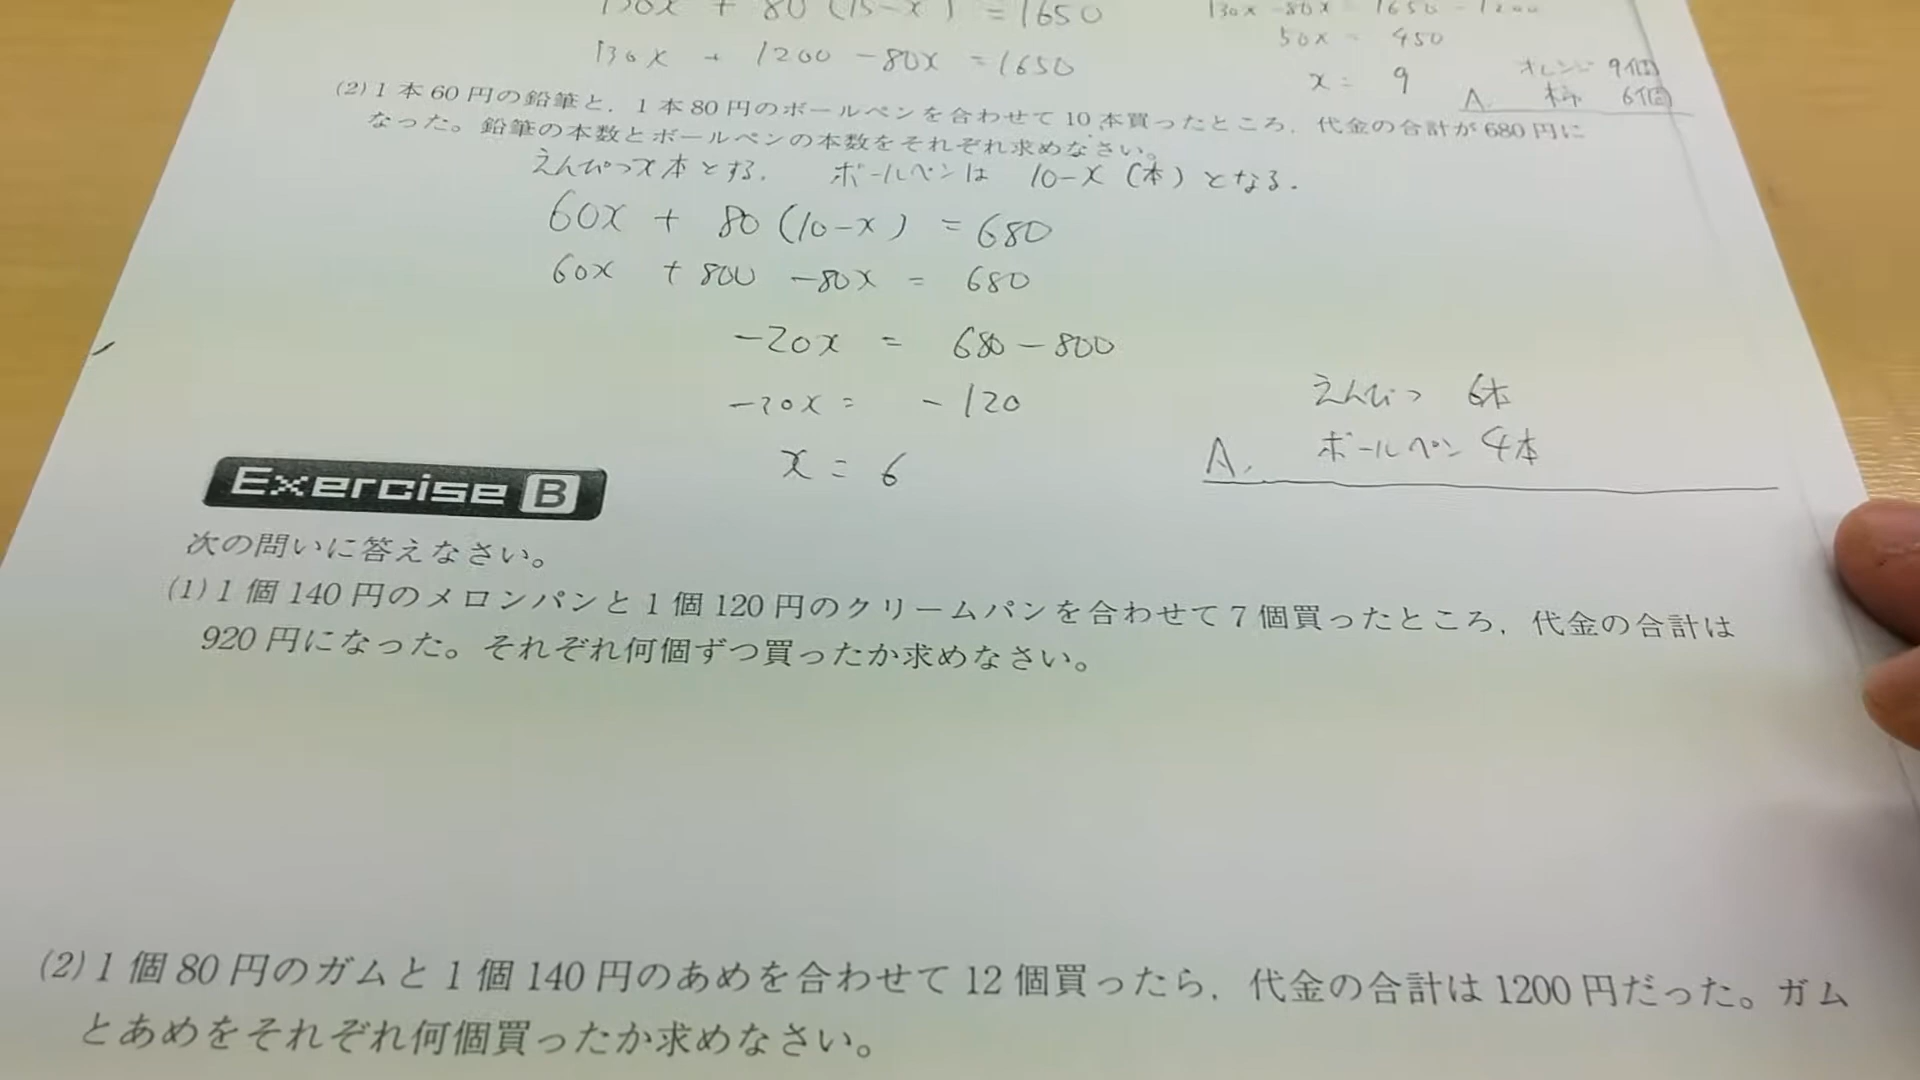 130x + 80(15-x) = 1650
130x + 1200 -80x = 1650
130x -80x = 1650 -1200
50x = 450
x = 9
オレンジ 9個
A. 柿 6個
(2) 1本60円の鉛筆と，1本80円のボールペンを合わせて10本買ったところ，代金の合計が680円に
なった。鉛筆の本数とボールペンの本数をそれぞれ求めなさい。
えんぴつx本とする. ボールペンは 10-x (本) となる.
60x + 80(10-x) = 680
60x + 800 -80x = 680
-20x = 680-800
-20x = -120
x = 6
えんぴつ 6本
A. ボールペン 4本
Exercise B
次の問いに答えなさい。
(1) 1個140円のメロンパンと1個120円のクリームパンを合わせて7個買ったところ，代金の合計は
920円になった。それぞれ何個ずつ買ったか求めなさい。
(2) 1個80円のガムと1個140円のあめを合わせて12個買ったら，代金の合計は1200円だった。ガム
とあめをそれぞれ何個買ったか求めなさい。